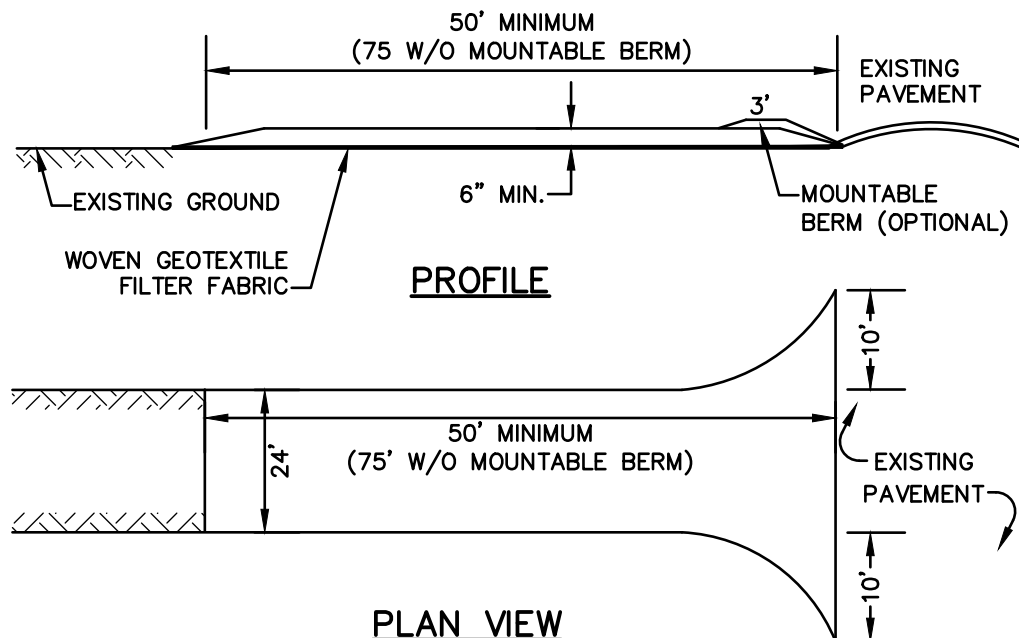 50' MINIMUM
(75 W/O MOUNTABLE BERM)
EXISTING
PAVEMENT
3'
EXISTING GROUND
6" MIN.
MOUNTABLE
BERM (OPTIONAL)
WOVEN GEOTEXTILE
FILTER FABRIC
PROFILE
10'
24'
50' MINIMUM
(75' W/O MOUNTABLE BERM)
EXISTING
PAVEMENT
10'
PLAN VIEW